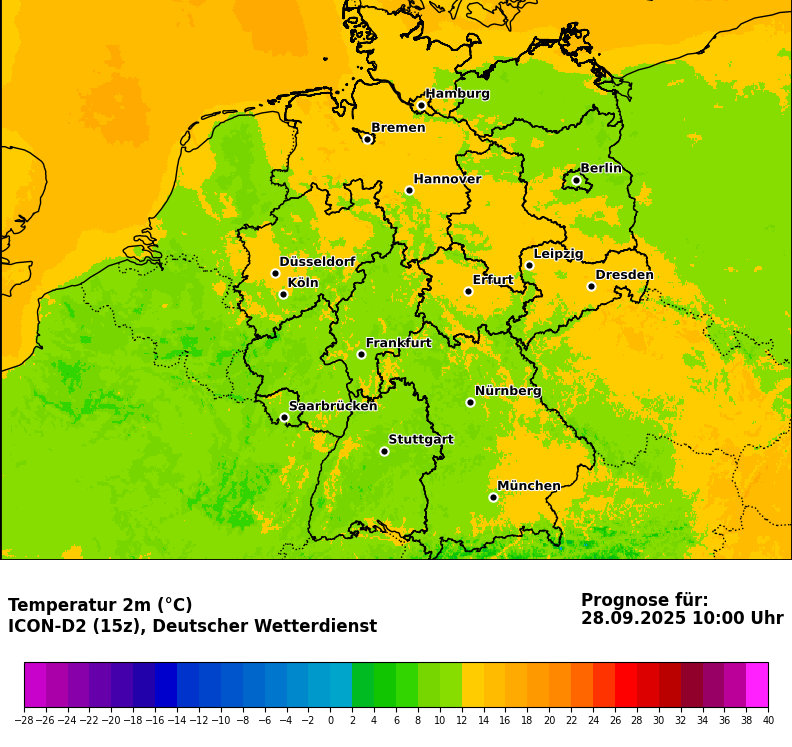 Hamburg
Bremen
Berlin
Hannover
Leipzig
Düsseldorf
Dresden
Erfurt
Köln
Frankfurt
Nürnberg
Saarbrücken
Stuttgart
München
Temperatur 2m (°C)
ICON-D2 (15z), Deutscher Wetterdienst
Prognose für:
28.09.2025 10:00 Uhr
−28 −26 −24 −22 −20 −18 −16 −14 −12 −10 −8 −6 −4 −2 0 2 4 6 8 10 12 14 16 18 20 22 24 26 28 30 32 34 36 38 40